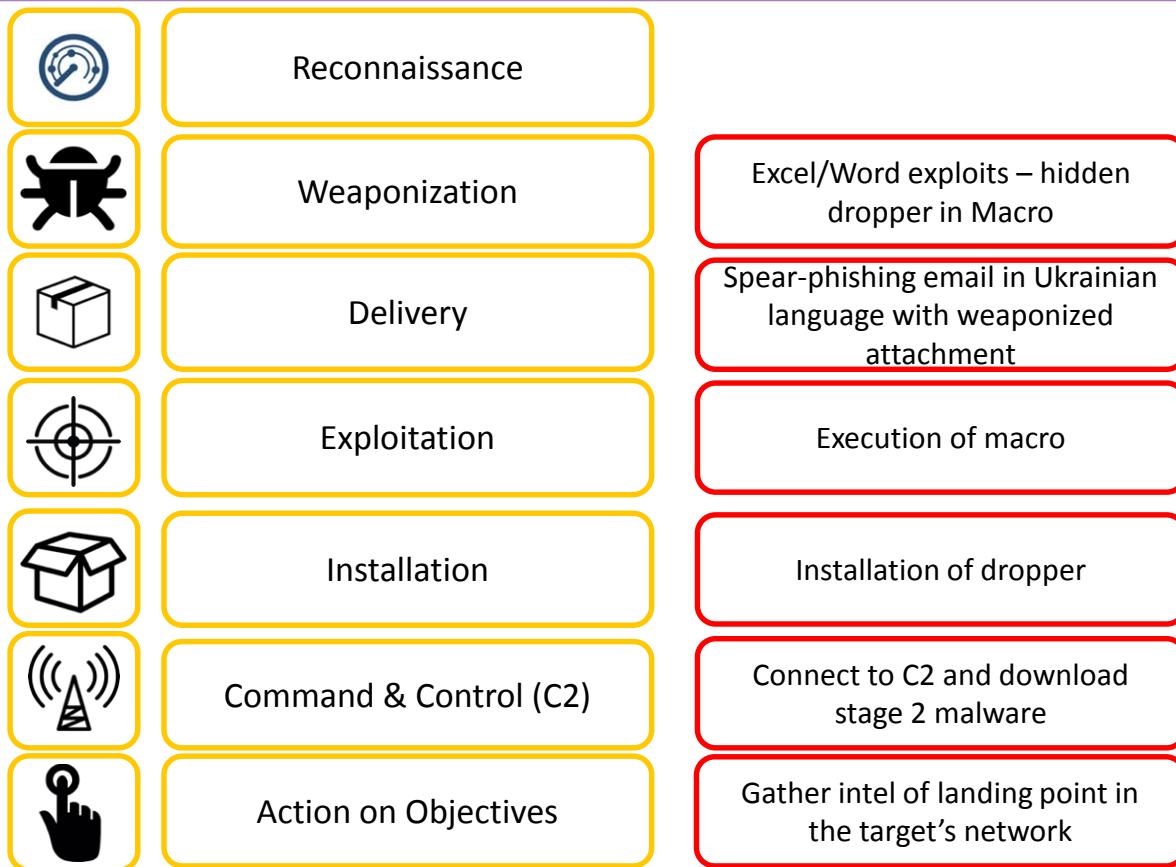 Reconnaissance
Weaponization
Excel/Word exploits – hidden
dropper in Macro
Delivery
Spear-phishing email in Ukrainian
language with weaponized
attachment
Exploitation
Execution of macro
Installation
Installation of dropper
Command & Control (C2)
Connect to C2 and download
stage 2 malware
Action on Objectives
Gather intel of landing point in
the target’s network